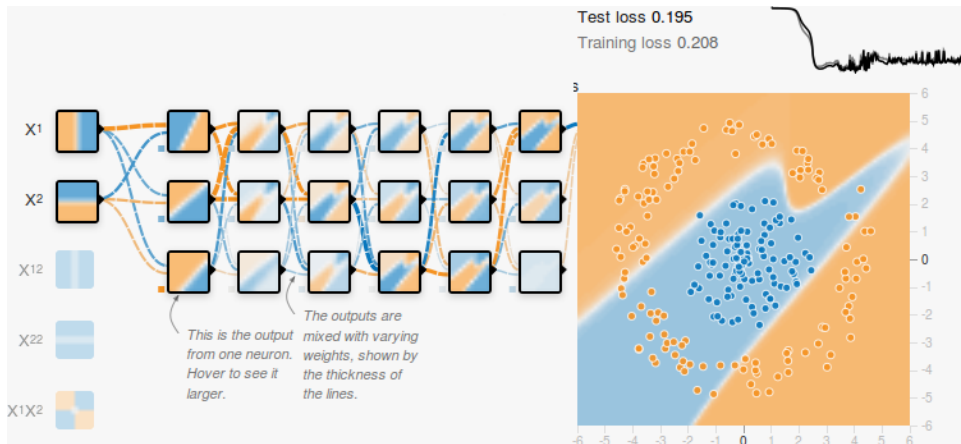 Test loss 0.195
Training loss 0.208
s
X1
X2
X12
X22
X1X2
This is the output
from one neuron.
Hover to see it
larger.
The outputs are
mixed with varying
weights, shown by
the thickness of
the lines.
6
5
4
3
2
1
0
-1
-2
-3
-4
-5
-6
-6 -5 -4 -3 -2 -1 0 1 2 3 4 5 6